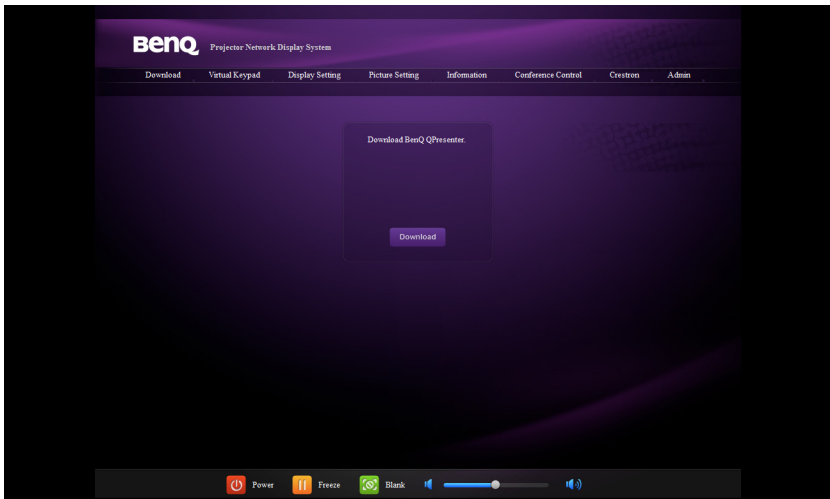 BenQ Projector Network Display System
Download Virtual Keypad Display Setting Picture Setting Information Conference Control Crestron Admin
Download BenQ QPresenter.
Download
Power Freeze Blank